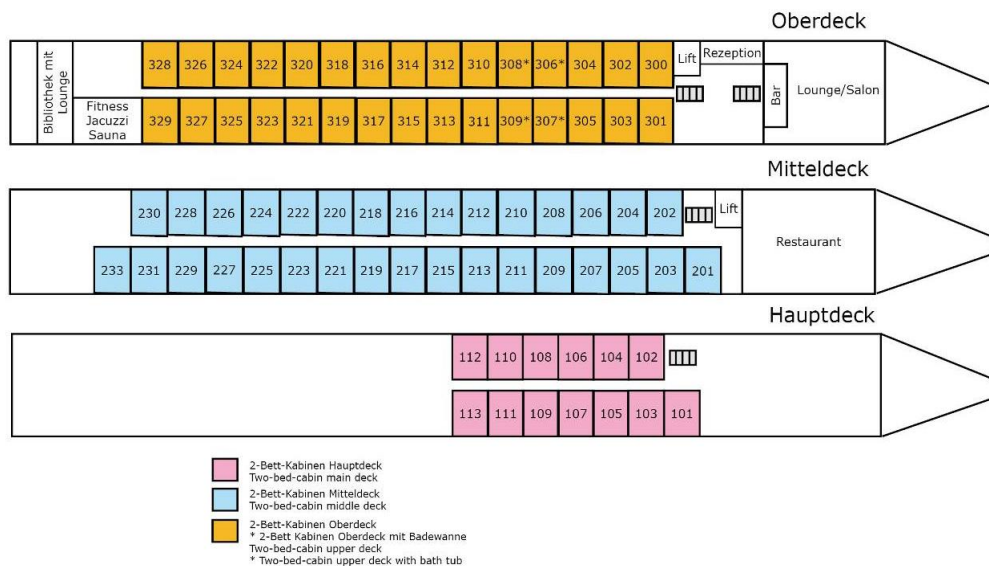 Oberdeck
328 326 324 322 320 318 316 314 312 310 308* 306* 304 302 300
Lift
Rezeption
Bibliothek mit
Lounge
Fitness
Jacuzzi
Sauna
Bar
Lounge/Salon
329 327 325 323 321 319 317 315 313 311 309* 307* 305 303 301
Mitteldeck
230 228 226 224 222 220 218 216 214 212 210 208 206 204 202
Lift
Restaurant
233 231 229 227 225 223 221 219 217 215 213 211 209 207 205 203 201
Hauptdeck
112 110 108 106 104 102
113 111 109 107 105 103 101
2-Bett-Kabinen Hauptdeck
Two-bed-cabin main deck
2-Bett-Kabinen Mitteldeck
Two-bed-cabin middle deck
2-Bett-Kabinen Oberdeck
* 2-Bett Kabinen Oberdeck mit Badewanne
Two-bed-cabin upper deck
* Two-bed-cabin upper deck with bath tub